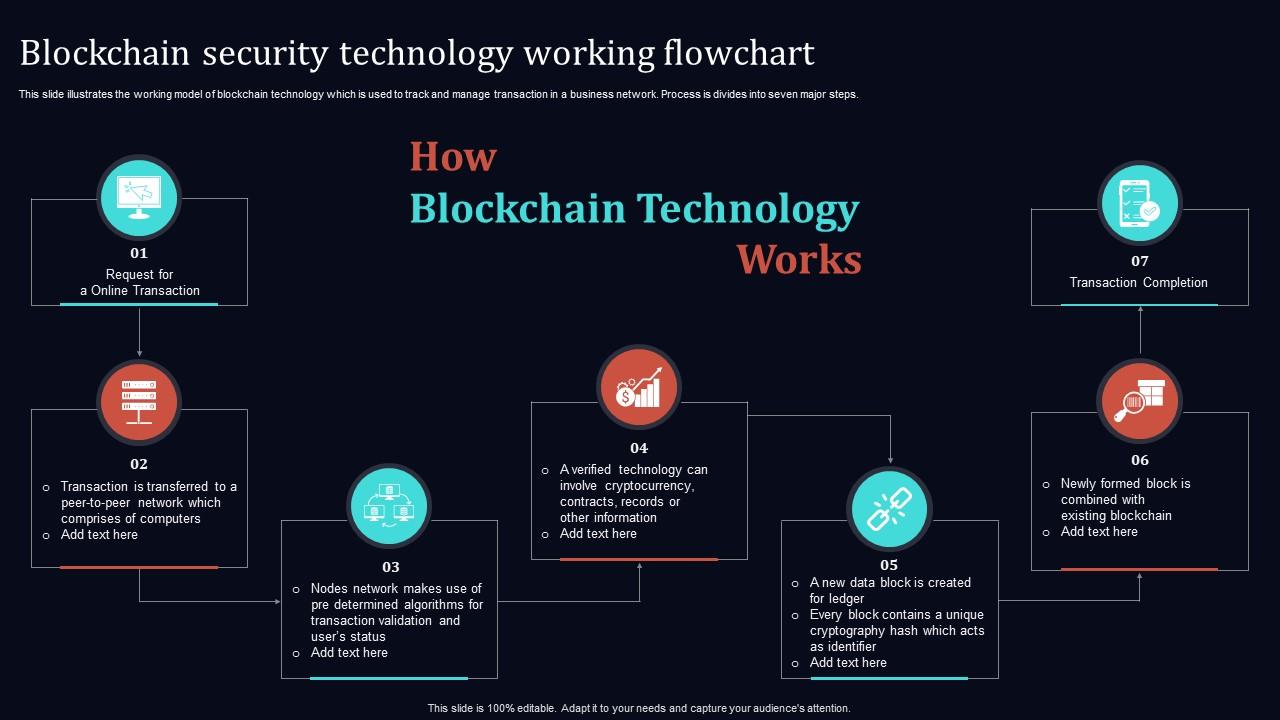 Blockchain security technology working flowchart
This slide illustrates the working model of blockchain technology which is used to track and manage transaction in a business network. Process is divides into seven major steps.
How
Blockchain Technology
Works
01
Request for
a Online Transaction
02
o Transaction is transferred to a
peer-to-peer network which
comprises of computers
o Add text here
03
o Nodes network makes use of
pre determined algorithms for
transaction validation and
user's status
o Add text here
04
o A verified technology can
involve cryptocurrency,
contracts, records or
other information
o Add text here
05
o A new data block is created
for ledger
o Every block contains a unique
cryptography hash which acts
as identifier
o Add text here
06
o Newly formed block is
combined with
existing blockchain
o Add text here
07
Transaction Completion
This slide is 100% editable. Adapt it to your needs and capture your audience's attention.